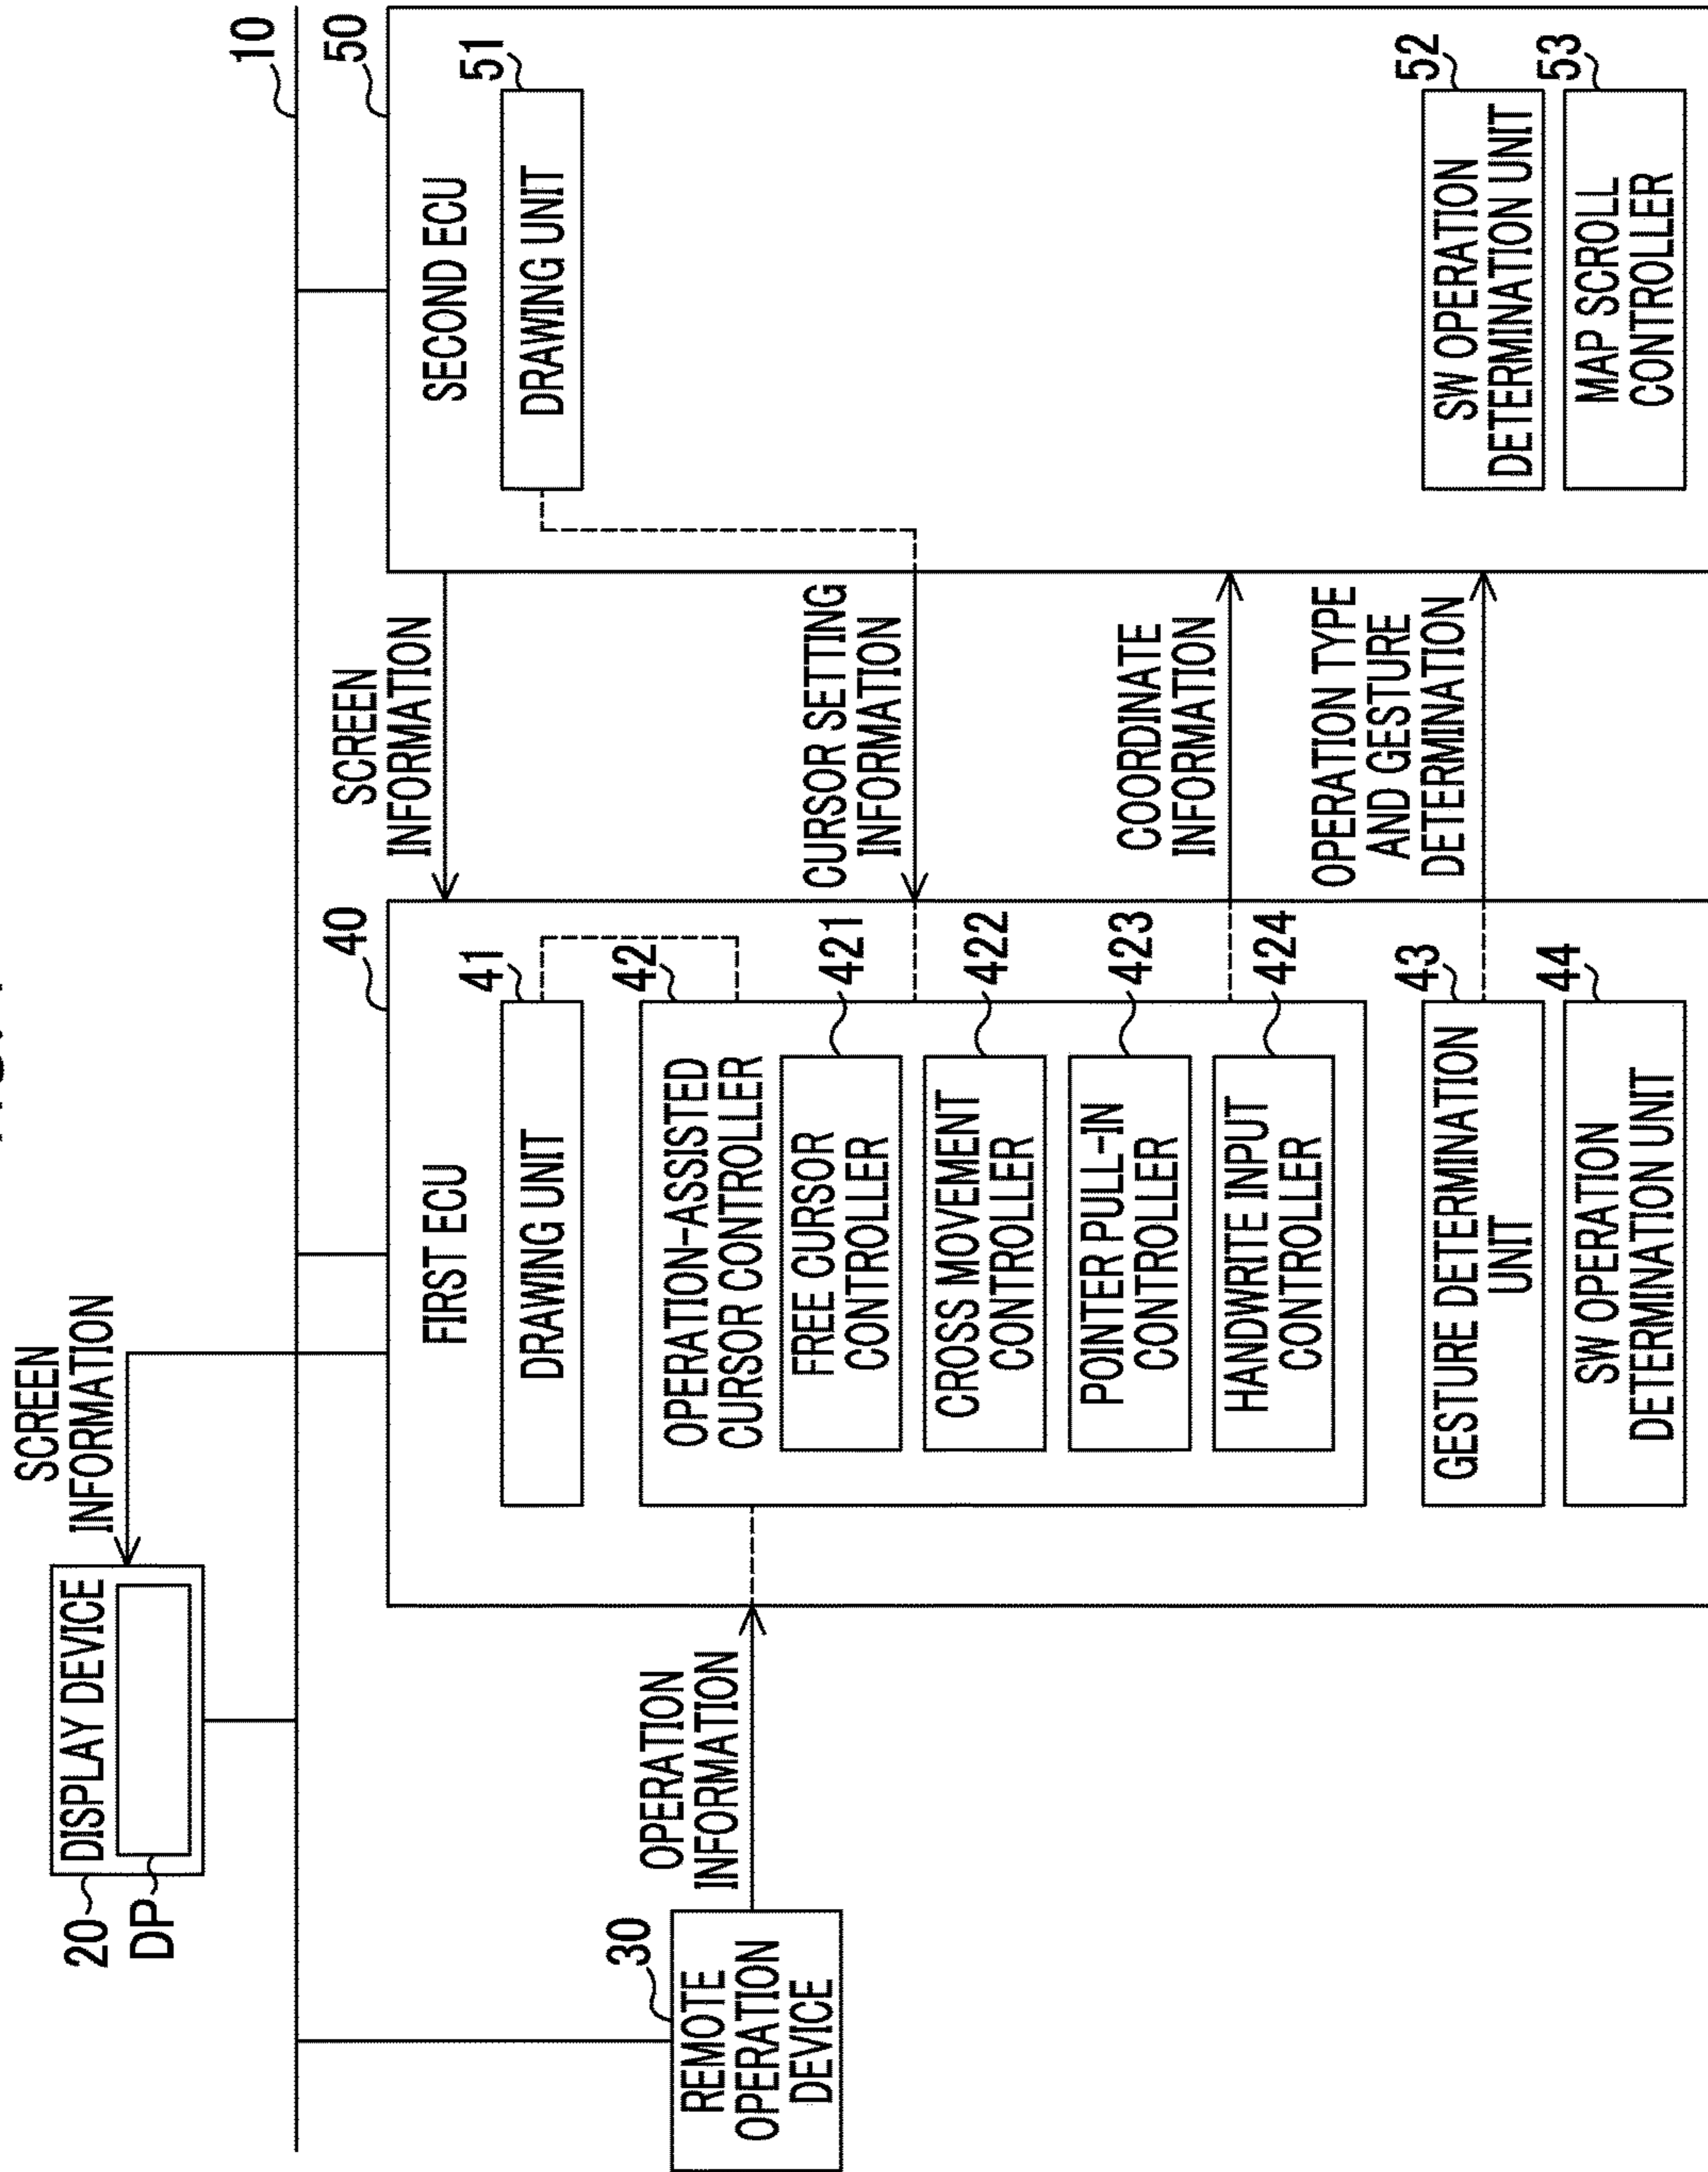 SCREEN
INFORMATION
20
DISPLAY DEVICE
DP
10
30
REMOTE
OPERATION
DEVICE
OPERATION
INFORMATION
40
FIRST ECU
41
DRAWING UNIT
42
OPERATION-ASSISTED
CURSOR CONTROLLER
421
FREE CURSOR
CONTROLLER
422
CROSS MOVEMENT
CONTROLLER
423
POINTER PULL-IN
CONTROLLER
424
HANDWRITE INPUT
CONTROLLER
43
GESTURE DETERMINATION
UNIT
44
SW OPERATION
DETERMINATION UNIT
SCREEN
INFORMATION
CURSOR SETTING
INFORMATION
COORDINATE
INFORMATION
OPERATION TYPE
AND GESTURE
DETERMINATION
50
SECOND ECU
51
DRAWING UNIT
52
SW OPERATION
DETERMINATION UNIT
53
MAP SCROLL
CONTROLLER